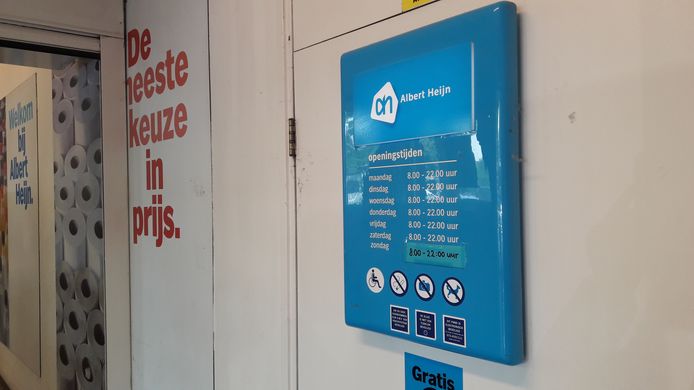 De
meeste
keuze
in
prijs.
Welkom
bij
Albert
Heijn.
Albert Heijn
openingstijden
maandag 8.00 - 22.00 uur
dinsdag 8.00 - 22.00 uur
woensdag 8.00 - 22.00 uur
donderdag 8.00 - 22.00 uur
vrijdag 8.00 - 22.00 uur
zaterdag 8.00 - 22.00 uur
zondag 8.00 - 22:00 uur
Gratis